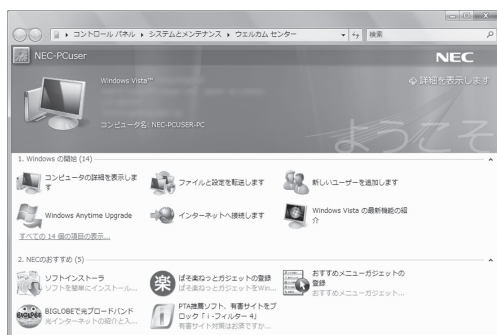 コントロール パネル ▸ システムとメンテナンス ▸ ウェルカム センター
検索
NEC-PCuser
NEC
Windows Vista™
詳細を表示します
コンピュータ名: NEC-PCUSER-PC
ようこそ
1. Windows の開始 (14)
コンピュータの詳細を表示しま
す
ファイルと設定を転送します
新しいユーザーを追加します
Windows Anytime Upgrade
インターネットへ接続します
Windows Vista の最新機能の紹
介
すべての 14 個の項目の表示...
2. NECのおすすめ (5)
ソフトインストーラ
ソフトを簡単にインストール...
楽
ぱそ楽ねっとガジェットの登録
ぱそ楽ねっとガジェットをWin...
おすすめメニューガジェットの
登録
おすすめメニューガジェット...
BIGLOBE
BIGLOBEで光ブロードバンド
光インターネットの紹介と入...
PTA推薦ソフト、有害サイトをブ
ロック「i -フィルター 4」
有害サイト対策はお済ですか...